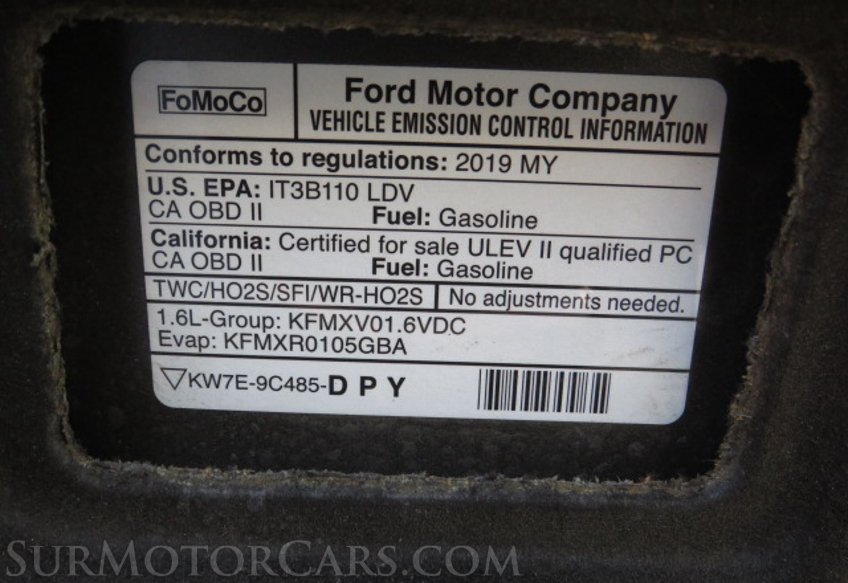 FoMoCo
Ford Motor Company
VEHICLE EMISSION CONTROL INFORMATION
Conforms to regulations: 2019 MY
U.S. EPA: IT3B110 LDV
CA OBD II Fuel: Gasoline
California: Certified for sale ULEV II qualified PC
CA OBD II Fuel: Gasoline
TWC/HO2S/SFI/WR-HO2S No adjustments needed.
1.6L-Group: KFMXV01.6VDC
Evap: KFMXR0105GBA
KW7E-9C485-D P Y
SurMotorCars.com